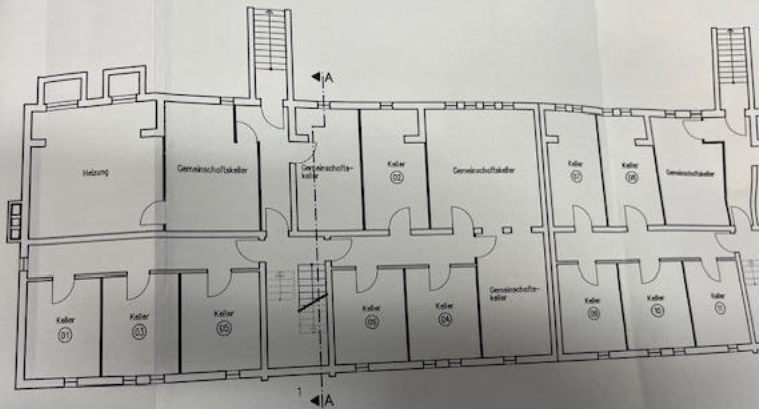 A
Heizung
Gemeinschaftskeller
Gemeinschafts-
keller
Keller
02
Gemeinschaftskeller
Keller
07
Keller
08
Gemeinschaftskeller
Keller
01
Keller
03
Keller
05
Keller
Keller
04
Gemeinschafts-
keller
Keller
09
Keller
10
Keller
11
1
A